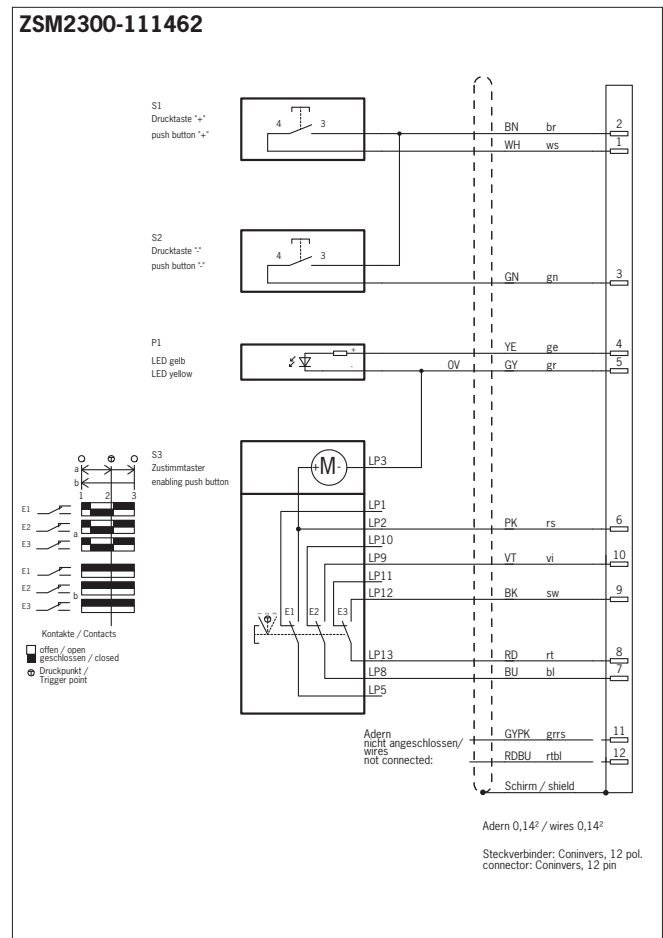 ZSM2300-111462
S1
Drucktaste "+"
push button "+"
4 3
BN br 2
WH ws 1
S2
Drucktaste "-"
push button "-"
4 3
GN gn 3
P1
LED gelb
LED yellow
+
-
YE ge 4
0V GY gr 5
S3
Zustimmtaster
enabling push button
+M-
LP3
a
b
1 2 3
E1
E2 a
E3
E1
E2 b
E3
LP1
LP2 PK rs 6
LP10
LP9 VT vi 10
LP11
LP12 BK sw 9
E1 E2 E3
LP13 RD rt 8
LP8 BU bl 7
LP5
Kontakte / Contacts
offen / open
geschlossen / closed
Druckpunkt /
Trigger point
Adern
nicht angeschlossen/
wires
not connected:
GYPK grrs 11
RDBU rtbl 12
Schirm / shield
Adern 0,14² / wires 0,14²
Steckverbinder: Coninvers, 12 pol.
connector: Coninvers, 12 pin